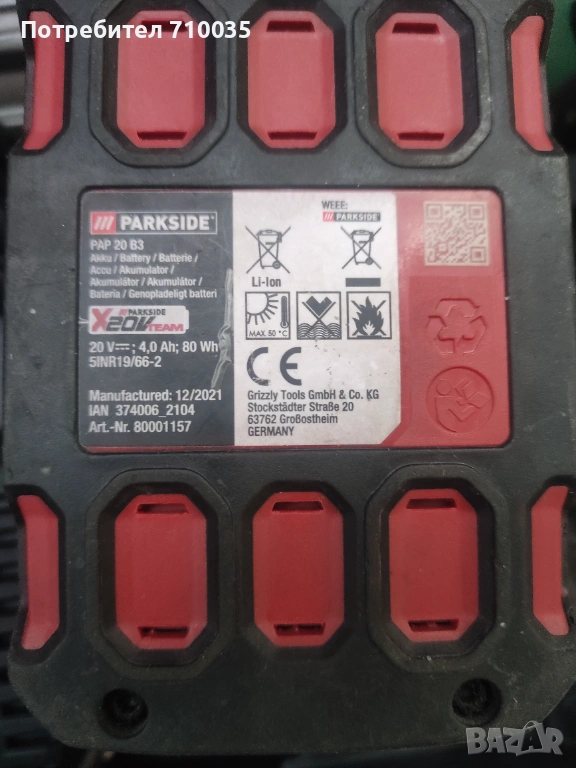 Потребител 710035
PARKSIDE®
PAP 20 B3
Akku / Battery / Batterie /
Accu / Akumulator /
Akumulátor / Akumulátor /
Batería / Genopladeligt batteri
PARKSIDE
X20V TEAM
20 V⎓; 4,0 Ah; 80 Wh
5INR19/66-2
Manufactured: 12/2021
IAN 374006_2104
Art.-Nr. 80001157
WEEE:
PARKSIDE
Li-Ion
MAX. 50 °C
CE
Grizzly Tools GmbH & Co. KG
Stockstädter Straße 20
63762 Großostheim
GERMANY
BAZAR